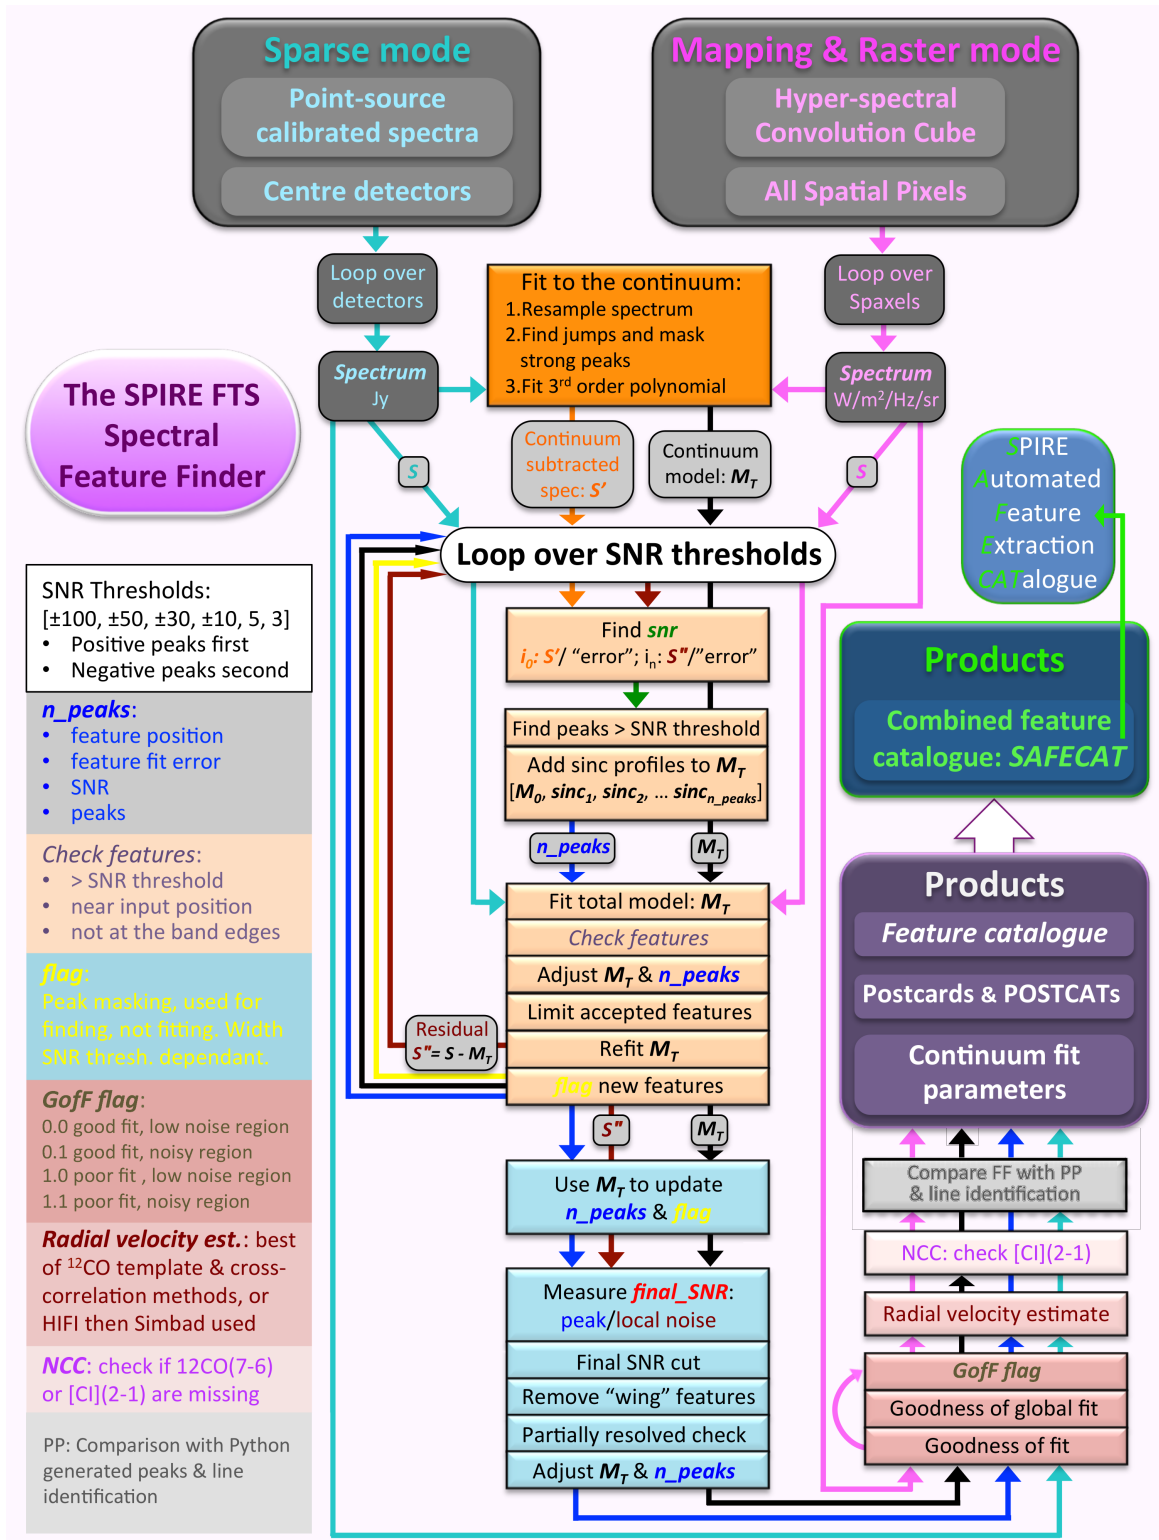 Sparse mode
Point-source
calibrated spectra
Centre detectors
Mapping & Raster mode
Hyper-spectral
Convolution Cube
All Spatial Pixels
Loop over
detectors
Spectrum
Jy
Fit to the continuum:
1.Resample spectrum
2.Find jumps and mask
strong peaks
3.Fit 3rd order polynomial
Loop over
Spaxels
Spectrum
W/m²/Hz/sr
The SPIRE FTS
Spectral
Feature Finder
S
Continuum
subtracted
spec: S'
Continuum
model: M_T
S
SPIRE
Automated
Feature
Extraction
CATalogue
Loop over SNR thresholds
SNR Thresholds:
[±100, ±50, ±30, ±10, 5, 3]
• Positive peaks first
• Negative peaks second
n_peaks:
• feature position
• feature fit error
• SNR
• peaks
Check features:
• > SNR threshold
• near input position
• not at the band edges
flag:
Peak masking, used for
finding, not fitting. Width
SNR thresh. dependant.
GofF flag:
0.0 good fit, low noise region
0.1 good fit, noisy region
1.0 poor fit , low noise region
1.1 poor fit, noisy region
Radial velocity est.: best
of ¹²CO template & cross-
correlation methods, or
HIFI then Simbad used
NCC: check if 12CO(7-6)
or [CI](2-1) are missing
PP: Comparison with Python
generated peaks & line
identification
Find snr
i₀: S'/ “error”; iₙ: S"/”error”
Find peaks > SNR threshold
Add sinc profiles to M_T
[M₀, sinc₁, sinc₂, … sinc_n_peaks]
n_peaks
M_T
Fit total model: M_T
Check features
Adjust M_T & n_peaks
Limit accepted features
Refit M_T
flag new features
Residual
S"= S - M_T
S"
M_T
Use M_T to update
n_peaks & flag
Measure final_SNR:
peak/local noise
Final SNR cut
Remove “wing” features
Partially resolved check
Adjust M_T & n_peaks
Products
Combined feature
catalogue: SAFECAT
Products
Feature catalogue
Postcards & POSTCATs
Continuum fit
parameters
Compare FF with PP
& line identification
NCC: check [CI](2-1)
Radial velocity estimate
GofF flag
Goodness of global fit
Goodness of fit